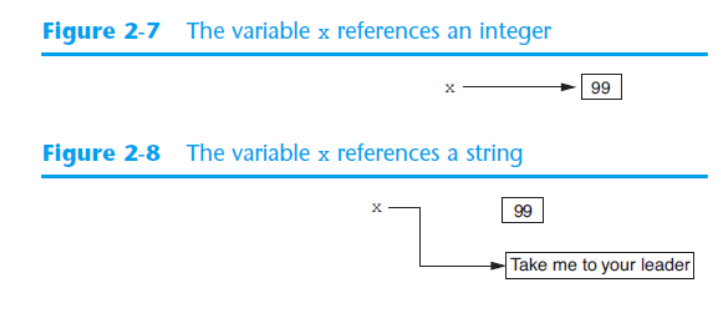 Figure 2-7 The variable x references an integer
x 99
Figure 2-8 The variable x references a string
x 99
Take me to your leader